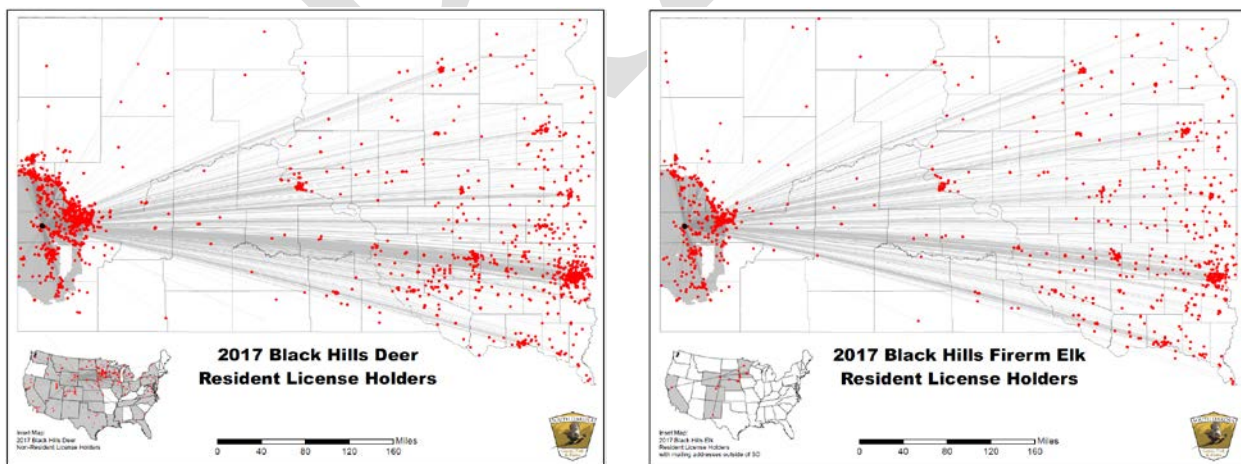 2017 Black Hills Deer
Resident License Holders
Inset Map:
2017 Black Hills Deer
Non-Resident License Holders
Miles
0 40 80 160
2017 Black Hills Firerm Elk
Resident License Holders
Inset Map:
2017 Black Hills Elk
Resident License Holders
with mailing addresses outside of SD
Miles
0 40 80 160